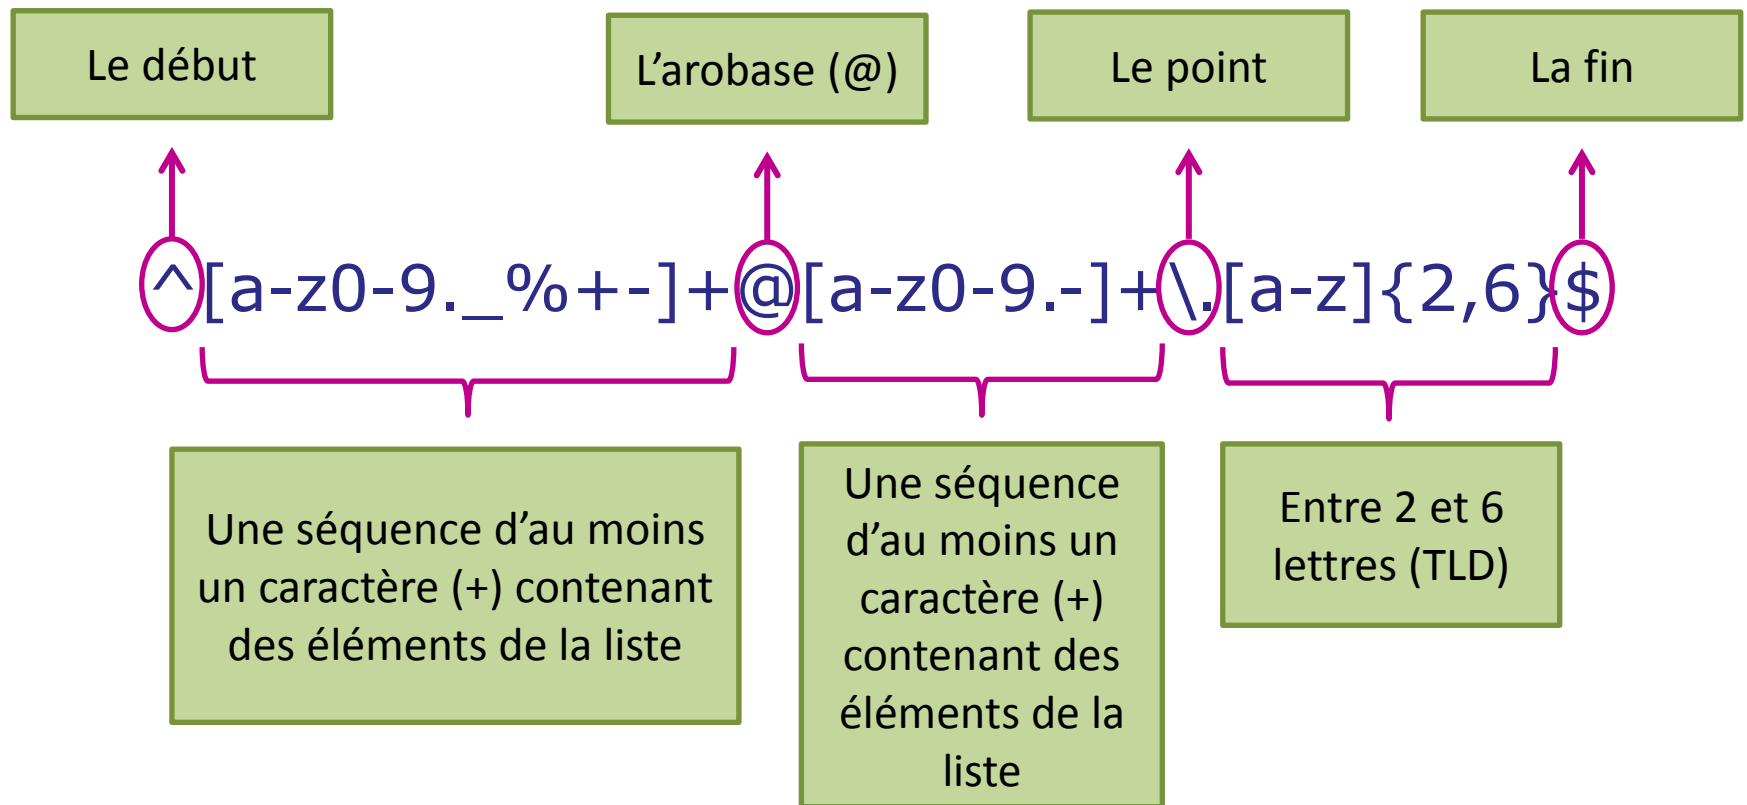 Le début
L’arobase (@)
Le point
La fin
^[a-z0-9._%+-]+@[a-z0-9.-]+\.[a-z]{2,6}$
Une séquence d’au moins
un caractère (+) contenant
des éléments de la liste
Une séquence
d’au moins un
caractère (+)
contenant des
éléments de la
liste
Entre 2 et 6
lettres (TLD)